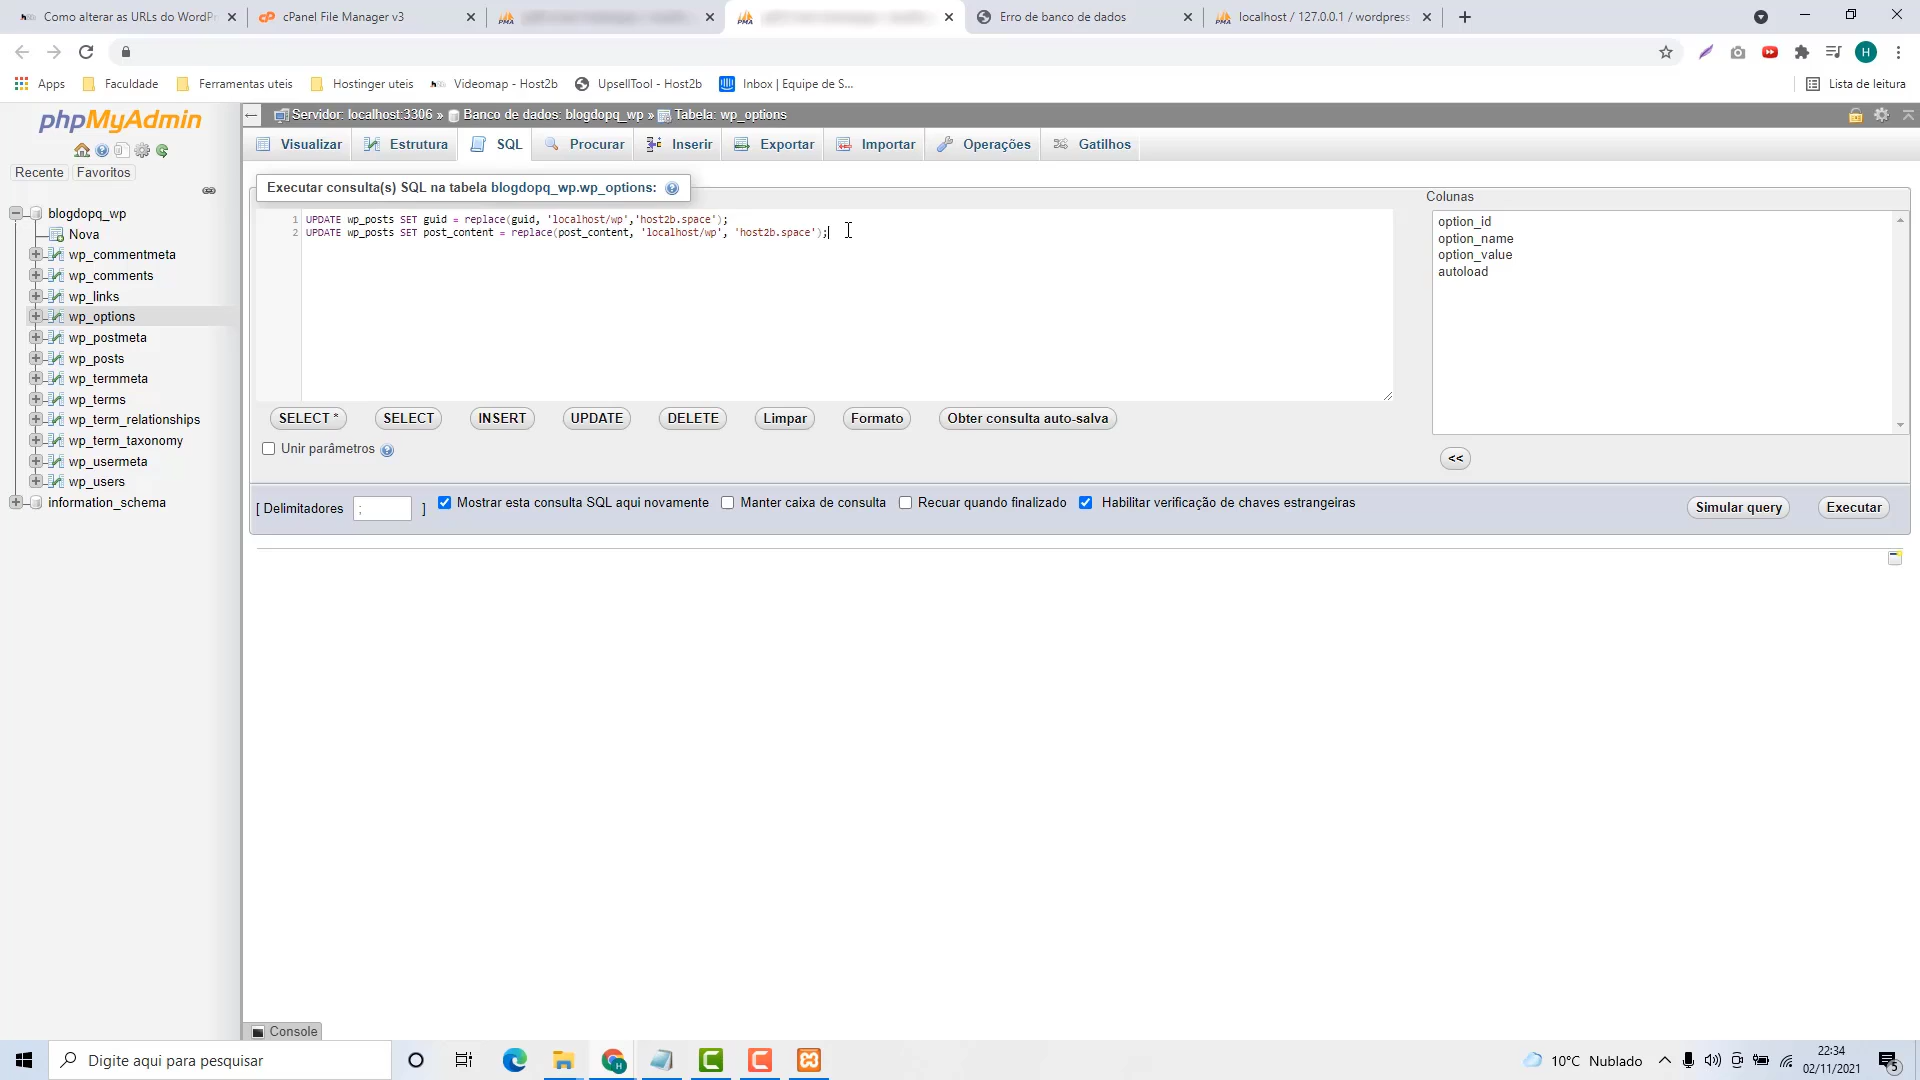 Como alterar as URLs do WordPr
cPanel File Manager v3
Erro de banco de dados
localhost / 127.0.0.1 / wordpress
H
Apps
Faculdade
Ferramentas uteis
Hostinger uteis
Videomap - Host2b
UpsellTool - Host2b
Inbox | Equipe de S...
Lista de leitura
phpMyAdmin
Recente
Favoritos
blogdopq_wp
Nova
wp_commentmeta
wp_comments
wp_links
wp_options
wp_postmeta
wp_posts
wp_termmeta
wp_terms
wp_term_relationships
wp_term_taxonomy
wp_usermeta
wp_users
information_schema
Servidor: localhost:3306 » Banco de dados: blogdopq_wp » Tabela: wp_options
Visualizar
Estrutura
SQL
Procurar
Inserir
Exportar
Importar
Operações
Gatilhos
Executar consulta(s) SQL na tabela blogdopq_wp.wp_options:
1 UPDATE wp_posts SET guid = replace(guid, 'localhost/wp','host2b.space');
2 UPDATE wp_posts SET post_content = replace(post_content, 'localhost/wp', 'host2b.space');
Colunas
option_id
option_name
option_value
autoload
<<
SELECT *
SELECT
INSERT
UPDATE
DELETE
Limpar
Formato
Obter consulta auto-salva
Unir parâmetros
[ Delimitadores ; ]
Mostrar esta consulta SQL aqui novamente
Manter caixa de consulta
Recuar quando finalizado
Habilitar verificação de chaves estrangeiras
Simular query
Executar
Console
Digite aqui para pesquisar
10°C Nublado
22:34
02/11/2021
5